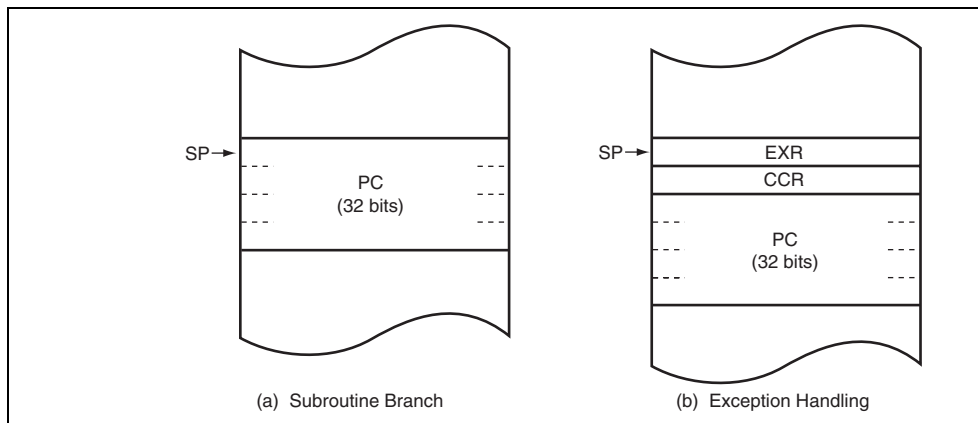 SP
PC
(32 bits)
(a) Subroutine Branch
SP
EXR
CCR
PC
(32 bits)
(b) Exception Handling